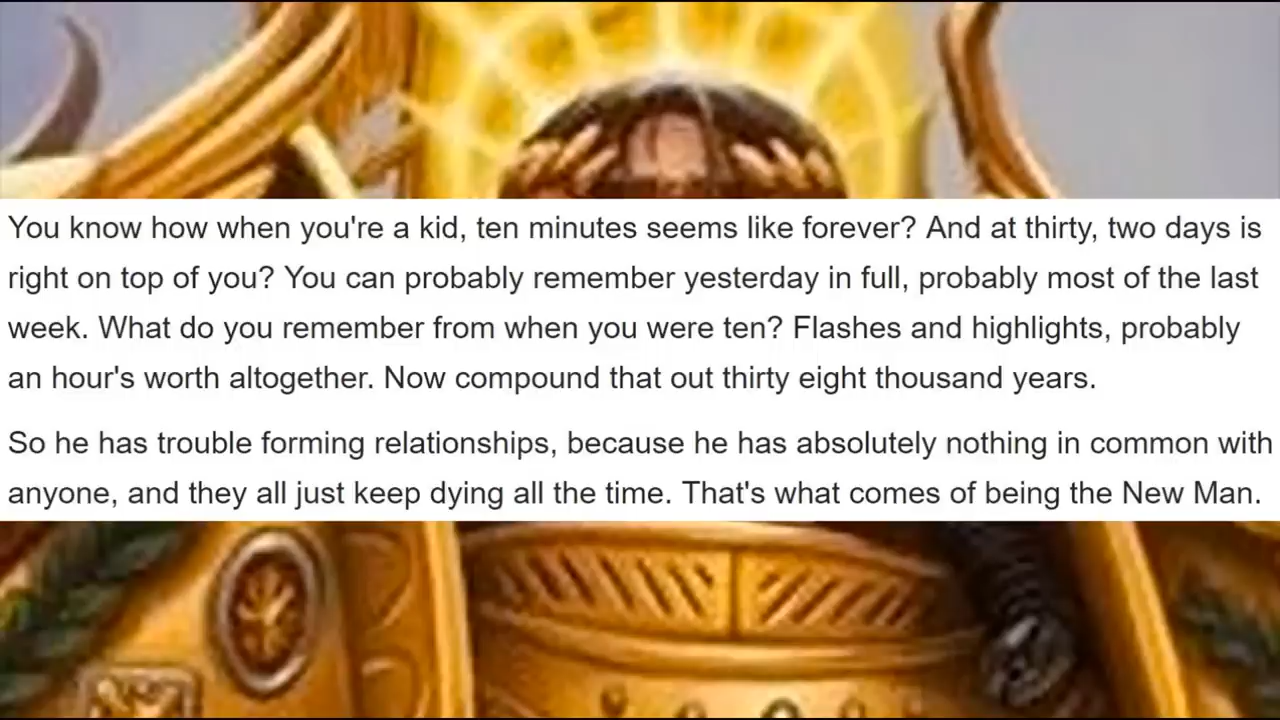 You know how when you're a kid, ten minutes seems like forever? And at thirty, two days is
right on top of you? You can probably remember yesterday in full, probably most of the last
week. What do you remember from when you were ten? Flashes and highlights, probably
an hour's worth altogether. Now compound that out thirty eight thousand years.
So he has trouble forming relationships, because he has absolutely nothing in common with
anyone, and they all just keep dying all the time. That's what comes of being the New Man.